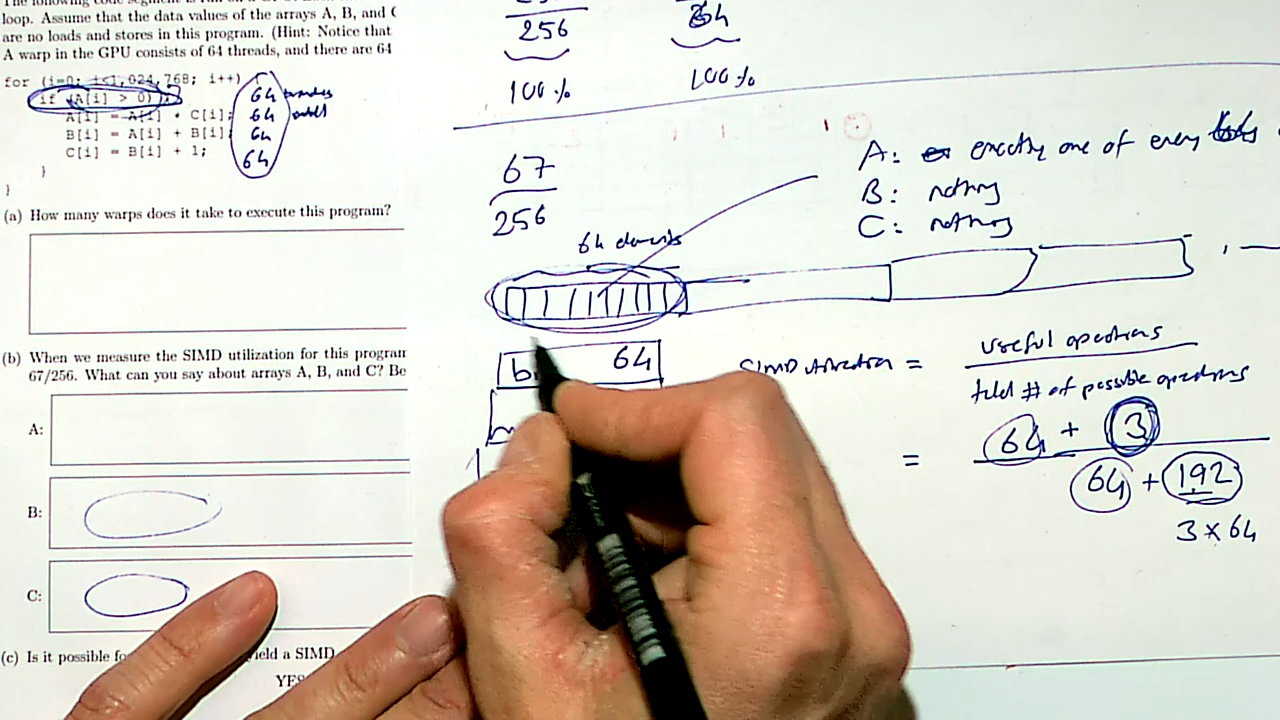 loop. Assume that the data values of the arrays A, B, and C
are no loads and stores in this program. (Hint: Notice that
A warp in the GPU consists of 64 threads, and there are 64
for (i=0; i<1,024,768; i++) {
if (A[i] > 0) {
A[i] = A[i] * C[i];
B[i] = A[i] + B[i];
C[i] = B[i] + 1;
}
}
64
64
64
64
(a) How many warps does it take to execute this program?
(b) When we measure the SIMD utilization for this program
67/256. What can you say about arrays A, B, and C? Be
A:
B:
C:
(c) Is it possible
yield a SIMD
YES
256
64
100 %
100 %
67
256
64 elements
A: exactly one of every
B: nothing
C: nothing
64
SIMD utilization = useful operations
total # of possible operations
= 64 + 3
64 + 192
3 x 64